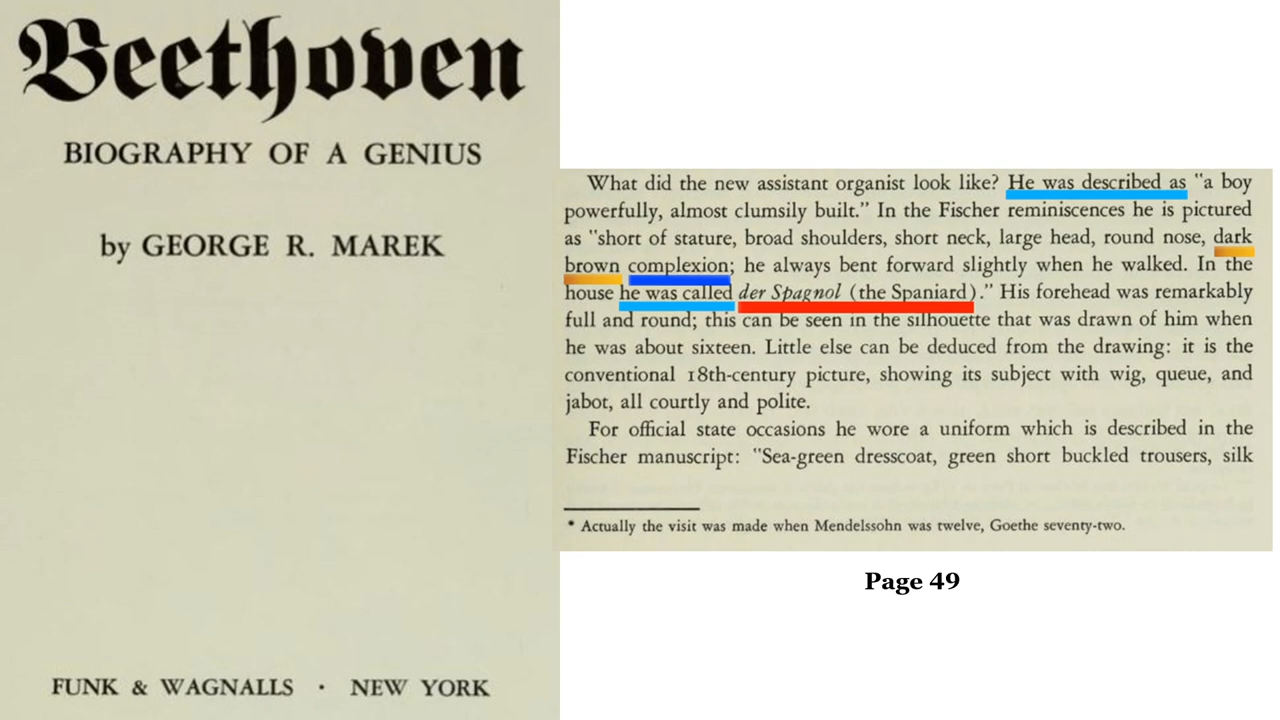 Beethoven
BIOGRAPHY OF A GENIUS
by GEORGE R. MAREK
FUNK & WAGNALLS · NEW YORK
What did the new assistant organist look like? He was described as "a boy
powerfully, almost clumsily built." In the Fischer reminiscences he is pictured
as "short of stature, broad shoulders, short neck, large head, round nose, dark
brown complexion; he always bent forward slightly when he walked. In the
house he was called der Spagnol (the Spaniard)." His forehead was remarkably
full and round; this can be seen in the silhouette that was drawn of him when
he was about sixteen. Little else can be deduced from the drawing: it is the
conventional 18th-century picture, showing its subject with wig, queue, and
jabot, all courtly and polite.
For official state occasions he wore a uniform which is described in the
Fischer manuscript: "Sea-green dresscoat, green short buckled trousers, silk
* Actually the visit was made when Mendelssohn was twelve, Goethe seventy-two.
Page 49